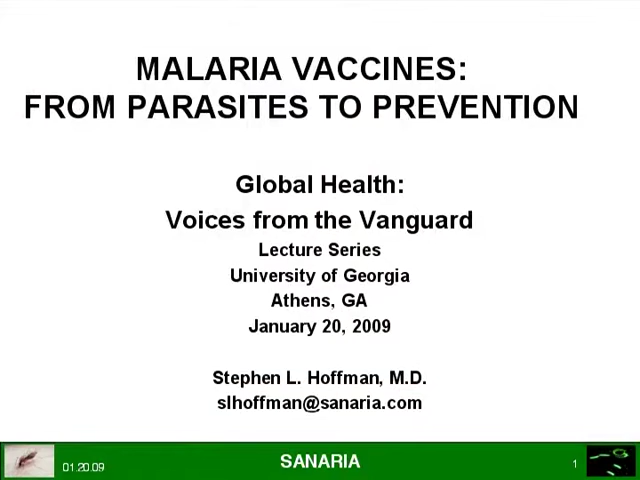 MALARIA VACCINES:
FROM PARASITES TO PREVENTION
Global Health:
Voices from the Vanguard
Lecture Series
University of Georgia
Athens, GA
January 20, 2009
Stephen L. Hoffman, M.D.
slhoffman@sanaria.com
01.20.09
SANARIA
1